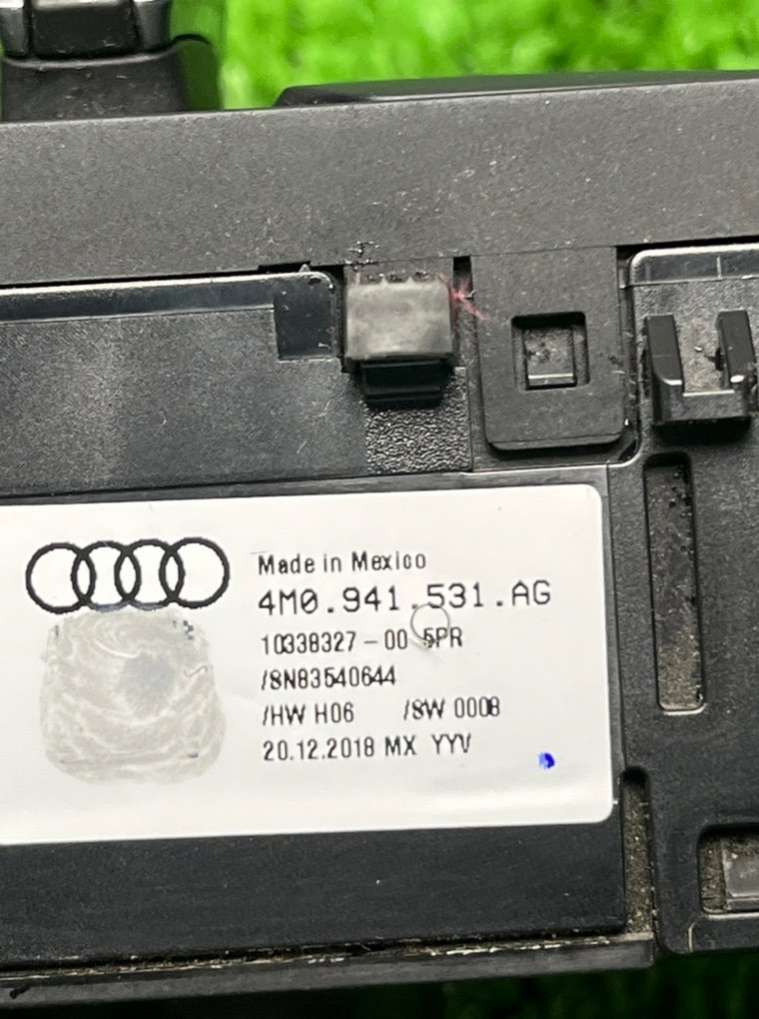 Made in Mexico
4M0.941.531.AG
10338327-00 5PR
/SN83540644
/HW H06 /SW 0008
20.12.2018 MX YYV